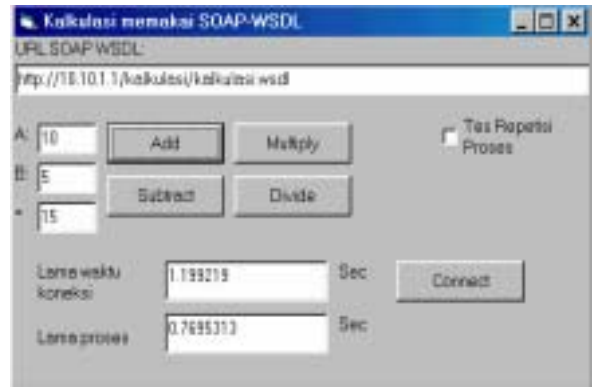 Kalkulasi memakai SOAP-WSDL
URL SOAP WSDL:
http://10.10.1.1/kalkulasi/kalkulasi.wsdl
A: 10
Add
Multiply
Tes Repetisi
Proses
B: 5
Subtract
Divide
= 15
Lama waktu
koneksi
1.199219
Sec
Connect
Lama proses
0.7695313
Sec